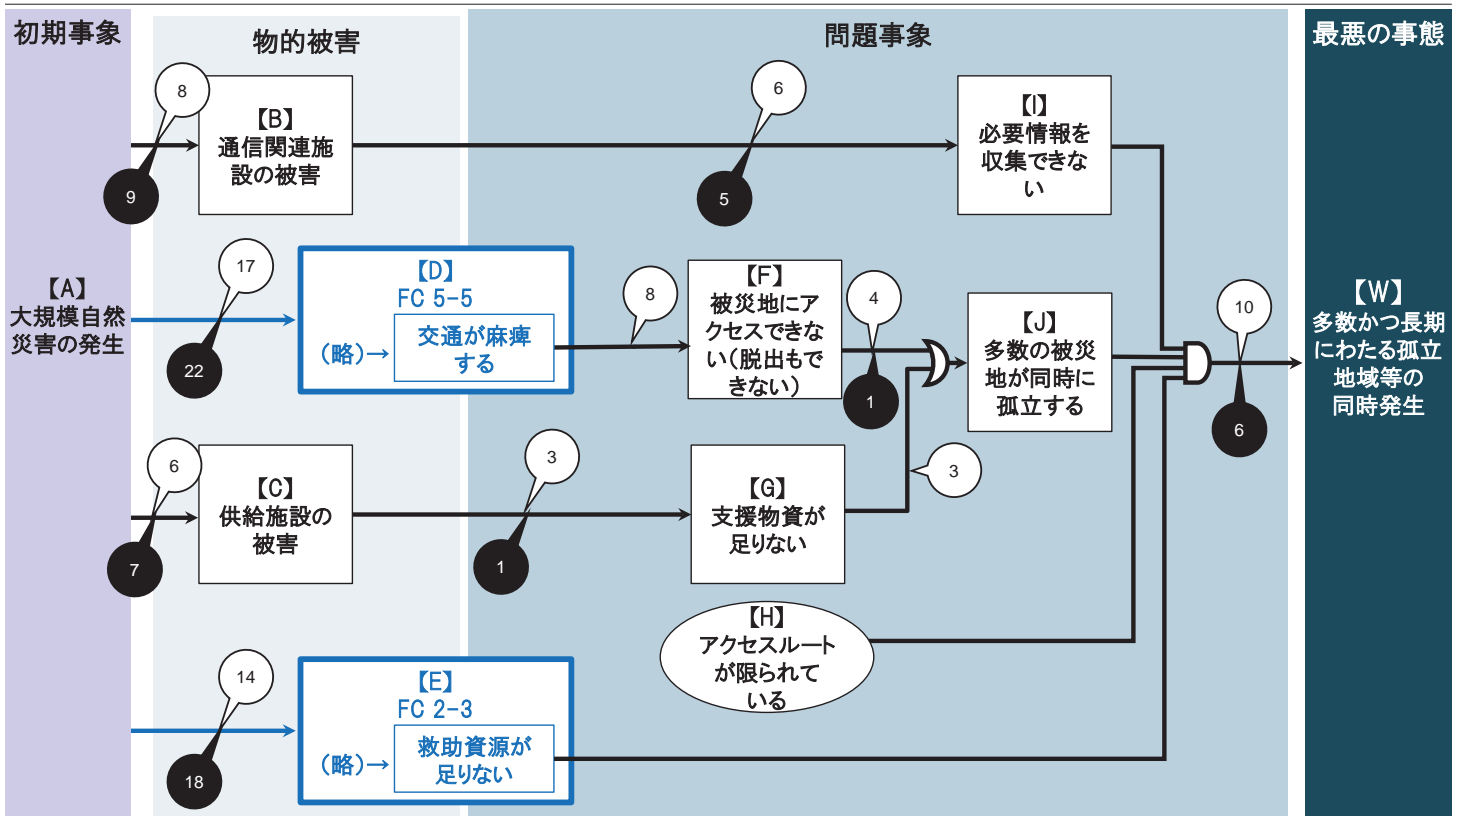 初期事象
物的被害
問題事象
最悪の事態
8
9
【B】
通信関連施
設の被害
6
5
【I】
必要情報を
収集できな
い
【A】
大規模自然
災害の発生
17
22
【D】
FC 5-5
(略)→
交通が麻痺
する
8
【F】
被災地にア
クセスできな
い(脱出もで
きない)
4
1
【J】
多数の被災
地が同時に
孤立する
10
6
【W】
多数かつ長期
にわたる孤立
地域等の
同時発生
6
7
【C】
供給施設の
被害
3
1
【G】
支援物資が
足りない
3
【H】
アクセスルート
が限られて
いる
14
18
【E】
FC 2-3
(略)→
救助資源が
足りない